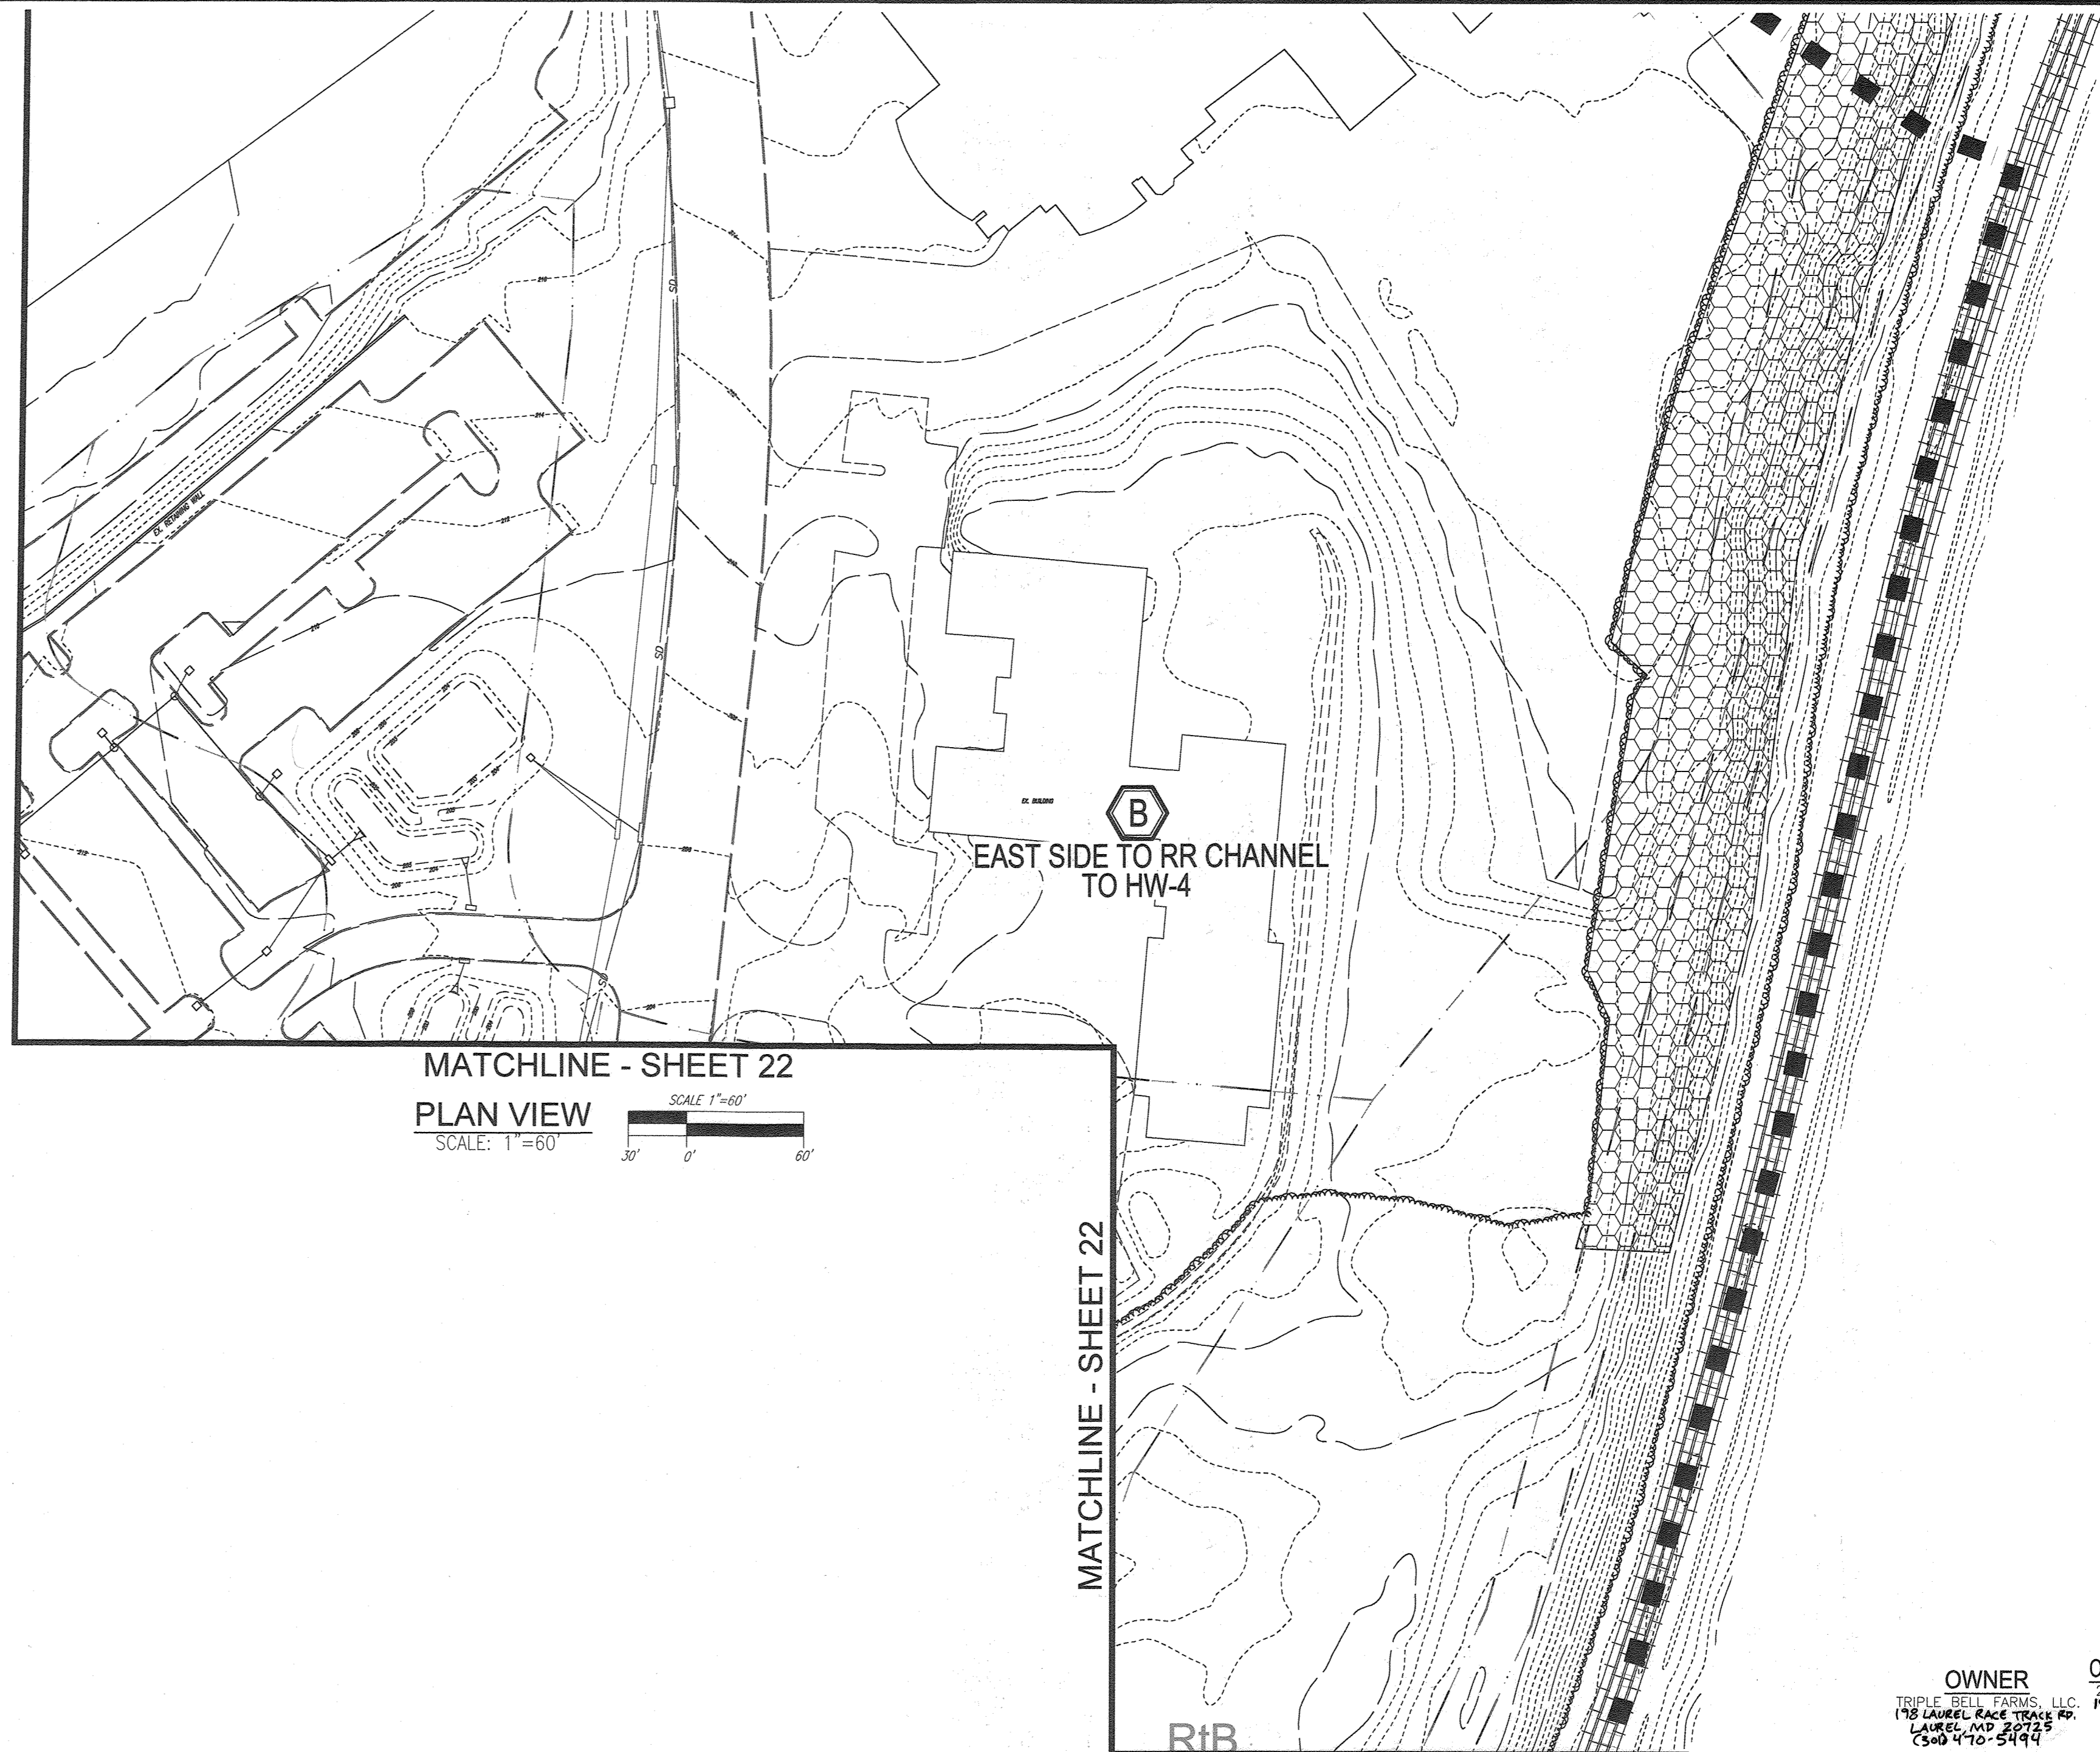 SD
EX. RETAINING WALL
216
214
SD
EX. BUILDING
B
EAST SIDE TO RR CHANNEL
TO HW-4
SD
MATCHLINE - SHEET 22
PLAN VIEW
SCALE: 1"=60'
SCALE 1"=60'
30' 0' 60'
MATCHLINE - SHEET 22
RtB
OWNER
TRIPLE BELL FARMS, LLC.
198 LAUREL RACE TRACK RD.
LAUREL, MD 20725
(301) 470-5494